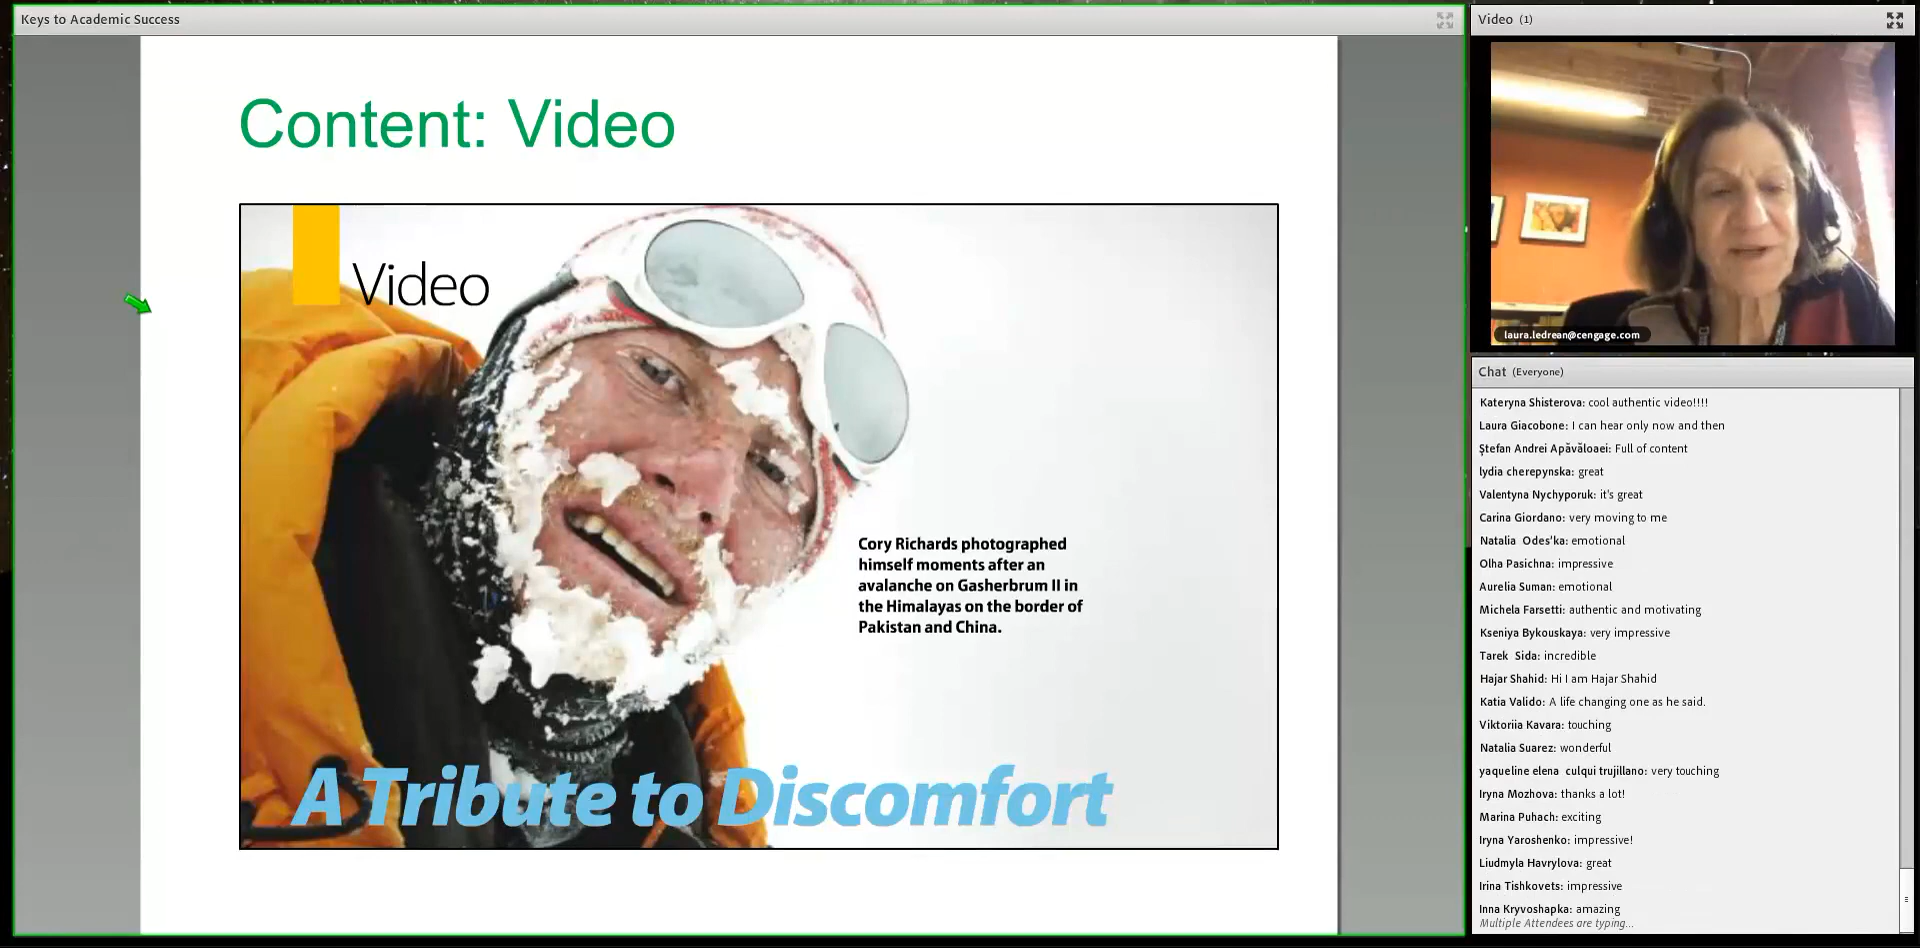 Keys to Academic Success
Content: Video
Video
Cory Richards photographed
himself moments after an
avalanche on Gasherbrum II in
the Himalayas on the border of
Pakistan and China.
A Tribute to Discomfort
Video (1)
laura.ledrean@cengage.com
Chat (Everyone)
Kateryna Shisterova: cool authentic video!!!!
Laura Giacobone: I can hear only now and then
Ștefan Andrei Apăvăloaei: Full of content
lydia cherepynska: great
Valentyna Nychyporuk: it's great
Carina Giordano: very moving to me
Natalia Odes'ka: emotional
Olha Pasichna: impressive
Aurelia Suman: emotional
Michela Farsetti: authentic and motivating
Kseniya Bykouskaya: very impressive
Tarek Sida: incredible
Hajar Shahid: Hi I am Hajar Shahid
Katia Valido: A life changing one as he said.
Viktoriia Kavara: touching
Natalia Suarez: wonderful
yaqueline elena culqui trujillano: very touching
Iryna Mozhova: thanks a lot!
Marina Puhach: exciting
Iryna Yaroshenko: impressive!
Liudmyla Havrylova: great
Irina Tishkovets: impressive
Inna Kryvoshapka: amazing
Multiple Attendees are typing...